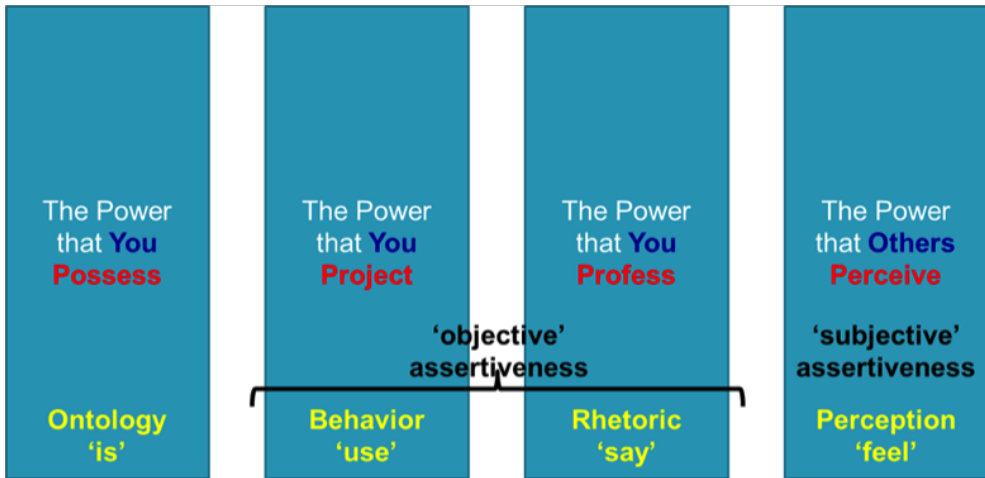 The Power
that You
Possess
The Power
that You
Project
The Power
that You
Profess
The Power
that Others
Perceive
‘objective’
assertiveness
‘subjective’
assertiveness
Ontology
‘is’
Behavior
‘use’
Rhetoric
‘say’
Perception
‘feel’